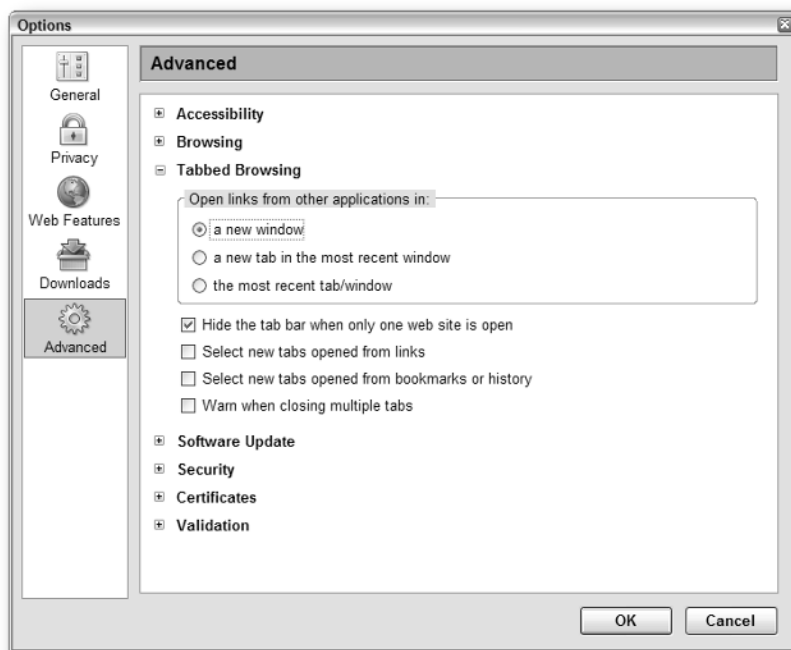 Options
General
Privacy
Web Features
Downloads
Advanced
Advanced
Accessibility
Browsing
Tabbed Browsing
Open links from other applications in:
a new window
a new tab in the most recent window
the most recent tab/window
Hide the tab bar when only one web site is open
Select new tabs opened from links
Select new tabs opened from bookmarks or history
Warn when closing multiple tabs
Software Update
Security
Certificates
Validation
OK
Cancel